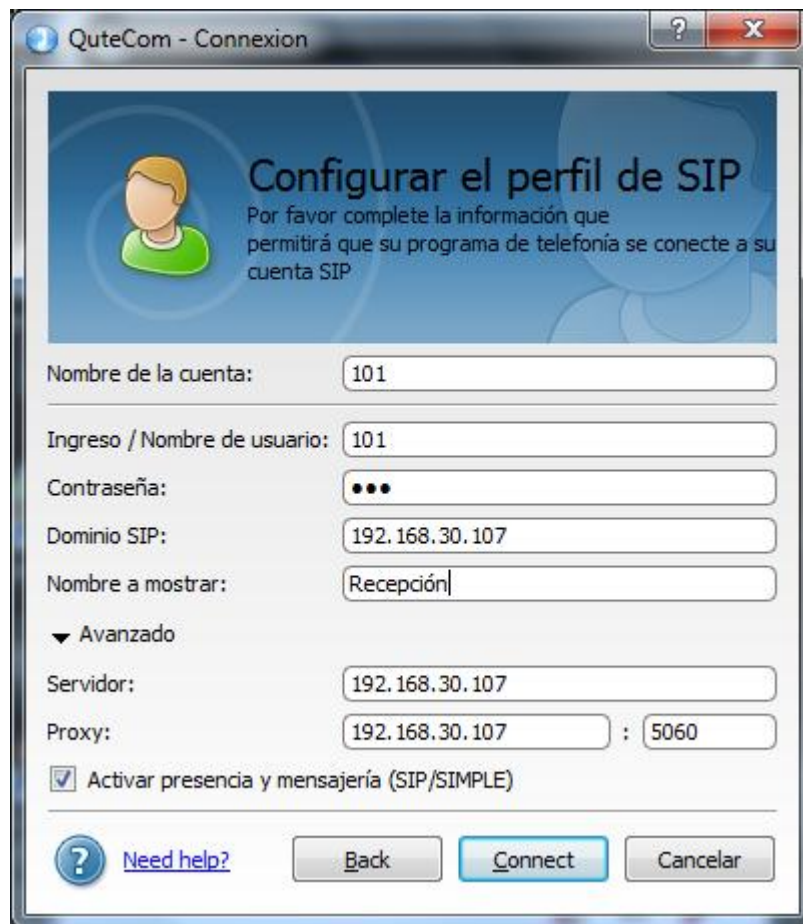 QuteCom - Connexion
Configurar el perfil de SIP
Por favor complete la información que
permitirá que su programa de telefonía se conecte a su
cuenta SIP
Nombre de la cuenta: 101
Ingreso / Nombre de usuario: 101
Contraseña: •••
Dominio SIP: 192.168.30.107
Nombre a mostrar: Recepción
Avanzado
Servidor: 192.168.30.107
Proxy: 192.168.30.107 : 5060
Activar presencia y mensajería (SIP/SIMPLE)
Need help? Back Connect Cancelar